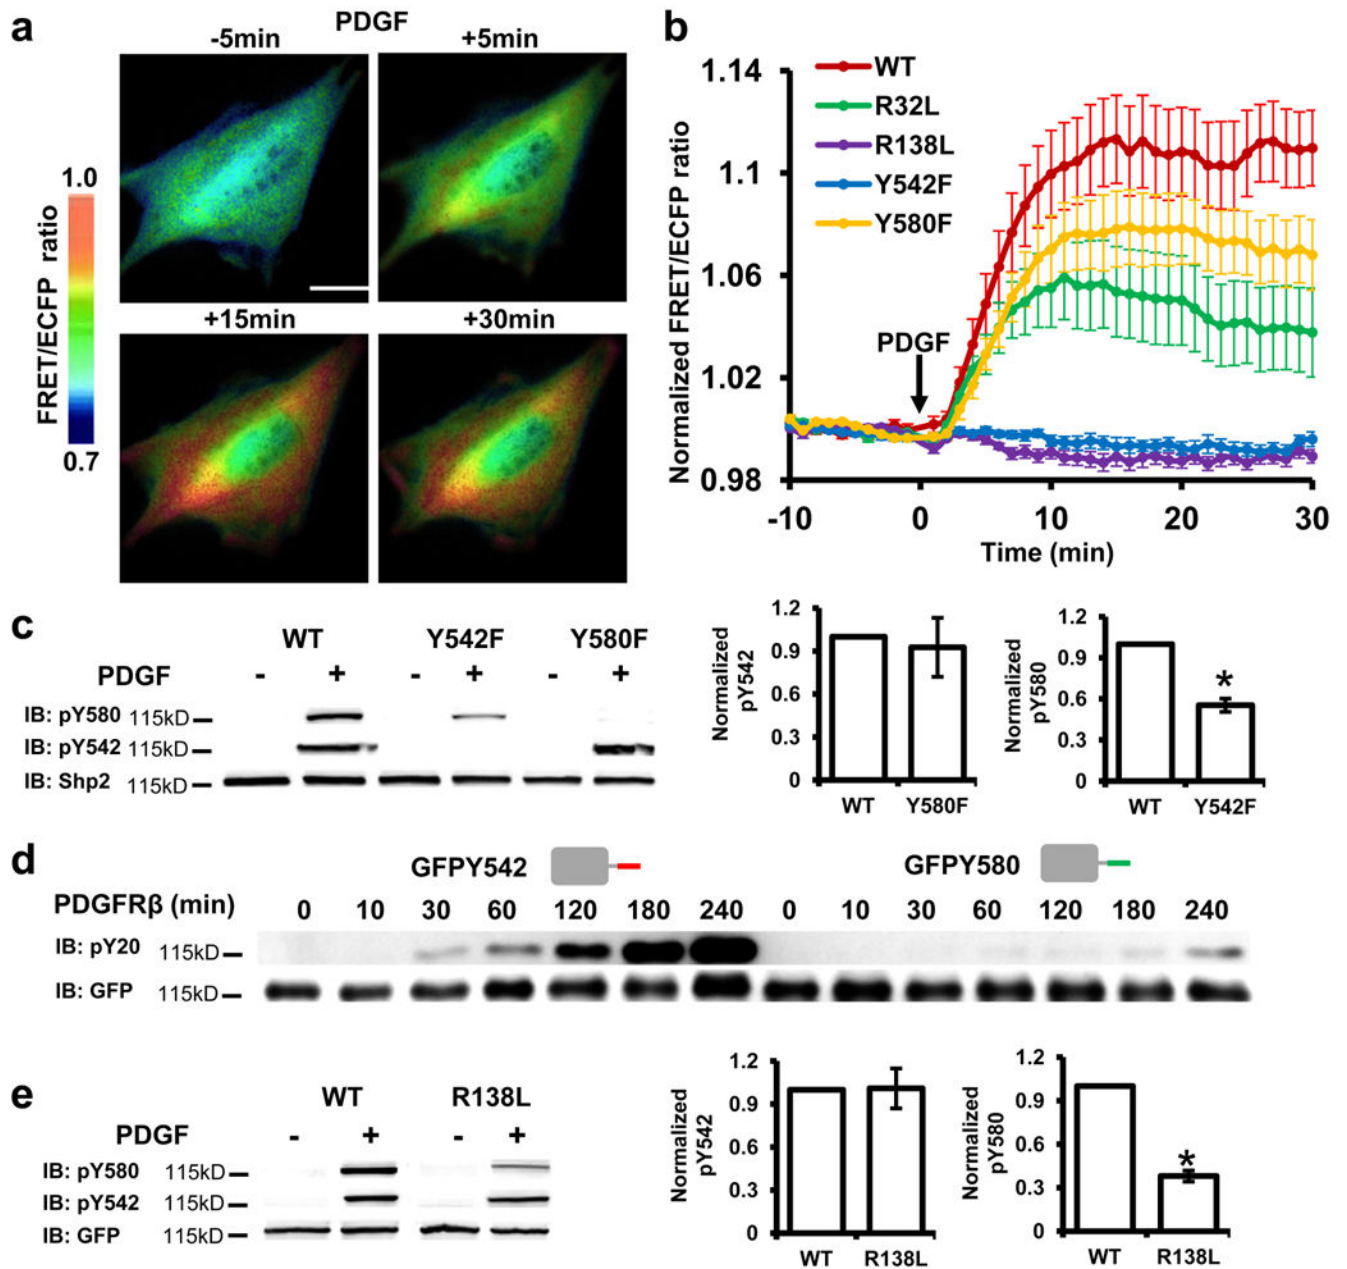 a
PDGF
-5min
+5min
+15min
+30min
FRET/ECFP ratio
1.0
0.7
b
WT
R32L
R138L
Y542F
Y580F
PDGF
Normalized FRET/ECFP ratio
1.14
1.1
1.06
1.02
0.98
-10 0 10 20 30
Time (min)
c
WT Y542F Y580F
PDGF - + - + - +
IB: pY580 115kD
IB: pY542 115kD
IB: Shp2 115kD
Normalized
pY542
1.2
0.9
0.6
0.3
0
WT Y580F
Normalized
pY580
1.2
0.9
0.6
0.3
0
*
WT Y542F
d
GFPY542 GFPY580
PDGFRβ (min) 0 10 30 60 120 180 240 0 10 30 60 120 180 240
IB: pY20 115kD
IB: GFP 115kD
e
WT R138L
PDGF - + - +
IB: pY580 115kD
IB: pY542 115kD
IB: GFP 115kD
Normalized
pY542
1.2
0.9
0.6
0.3
0
WT R138L
Normalized
pY580
1.2
0.9
0.6
0.3
0
*
WT R138L